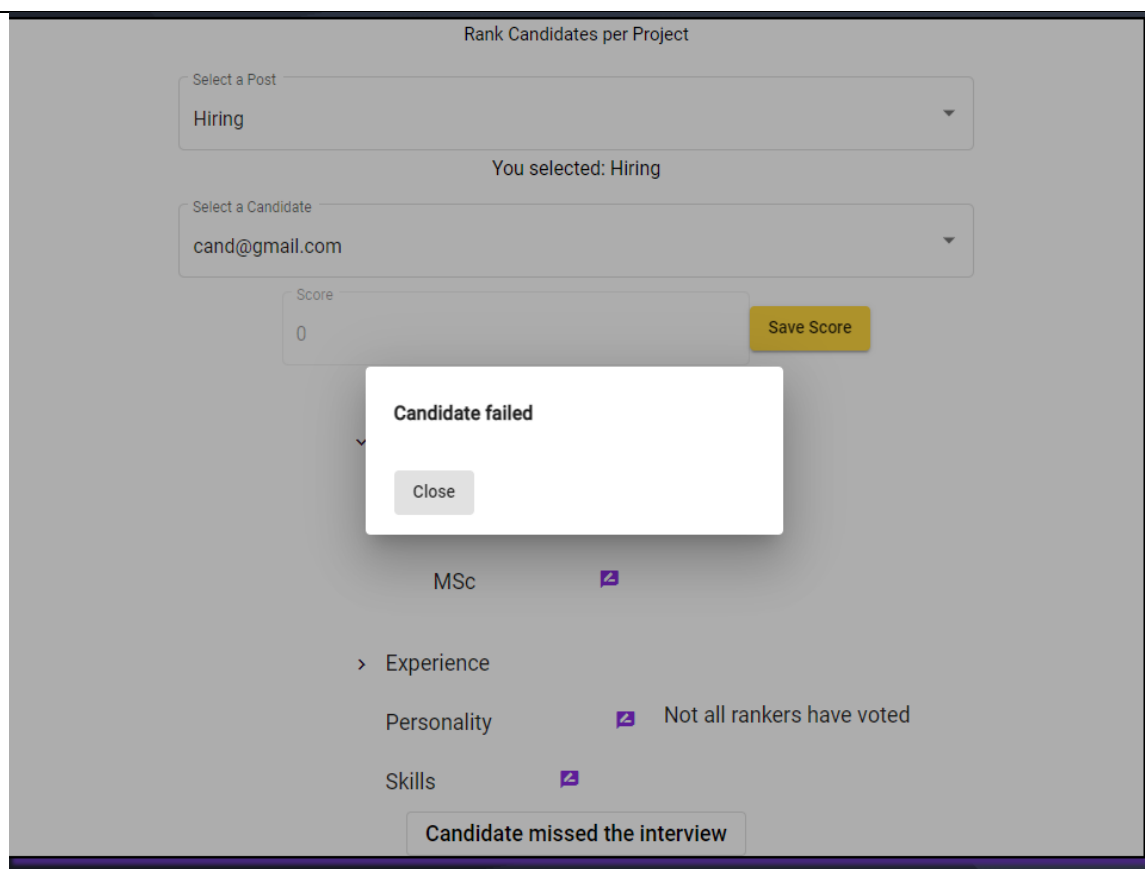 Rank Candidates per Project
Select a Post
Hiring
You selected: Hiring
Select a Candidate
cand@gmail.com
Score
0
Save Score
Candidate failed
Close
MSc
Experience
Personality
Not all rankers have voted
Skills
Candidate missed the interview